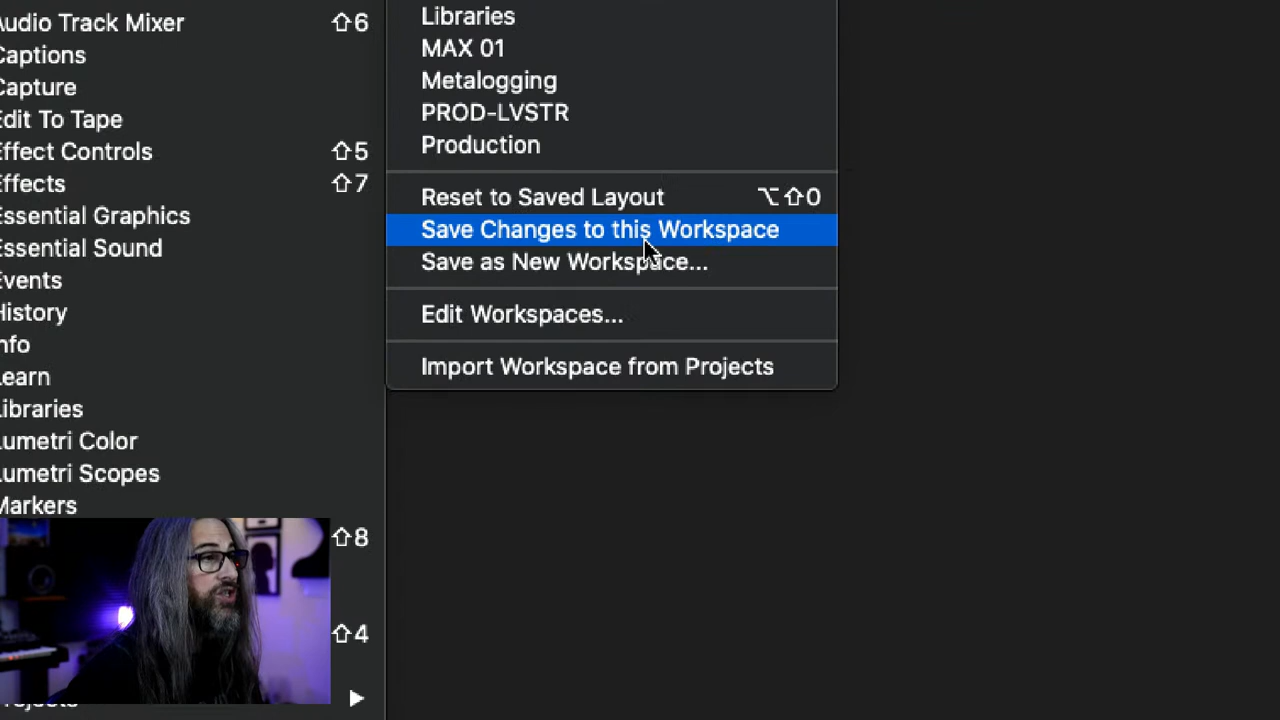 Audio Track Mixer ⇧6
Captions
Capture
Edit To Tape
Effect Controls ⇧5
Effects ⇧7
Essential Graphics
Essential Sound
Events
History
Info
Learn
Libraries
Lumetri Color
Lumetri Scopes
Markers
⇧8
⇧4
Libraries
MAX 01
Metalogging
PROD-LVSTR
Production
Reset to Saved Layout ⌥⇧0
Save Changes to this Workspace
Save as New Workspace...
Edit Workspaces...
Import Workspace from Projects